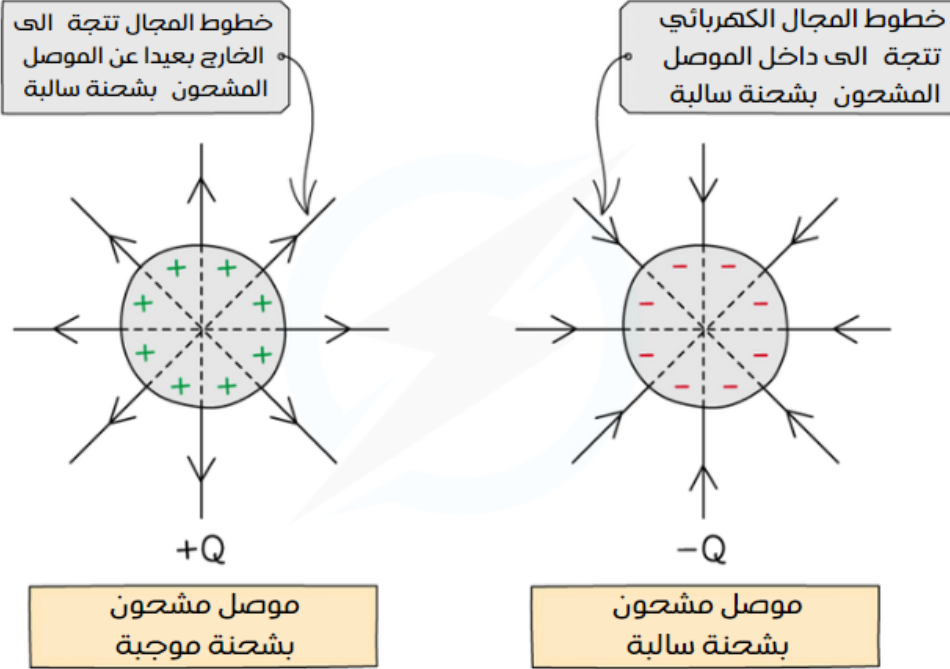 خطوط المجال الكهربائي
تتجة الى داخل الموصل
المشحون بشحنة سالبة
خطوط المجال تتجة الى
الخارج بعيدا عن الموصل
المشحون بشحنة سالبة
+ + + + + + + +
− − − − − − − −
−Q
+Q
موصل مشحون
بشحنة سالبة
موصل مشحون
بشحنة موجبة